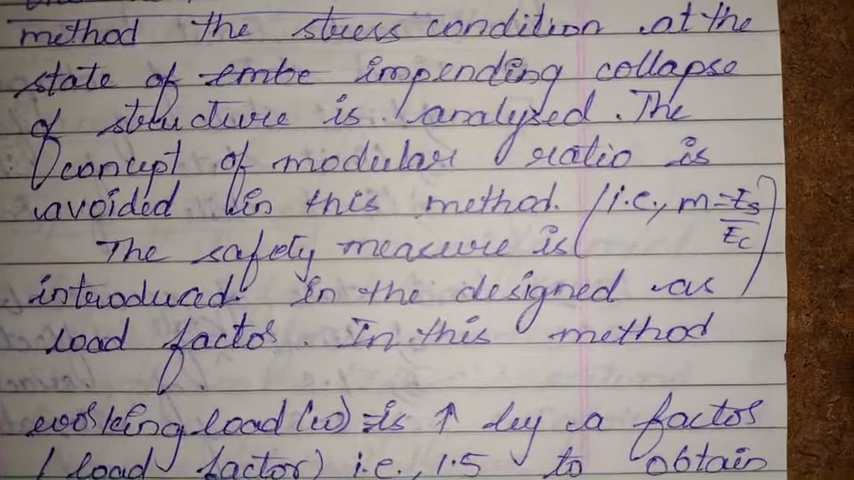 method the stress condition at the
state of embe impending collapse
of structure is analysed. The
concept of modular ratio is
avoided in this method. (i.e., m = Es/Ec)
The safety measure is
introduced. in the designed as
load factor. In this method
working load (w) is ↑ by a factor
(load factor) i.e., 1.5 to obtain